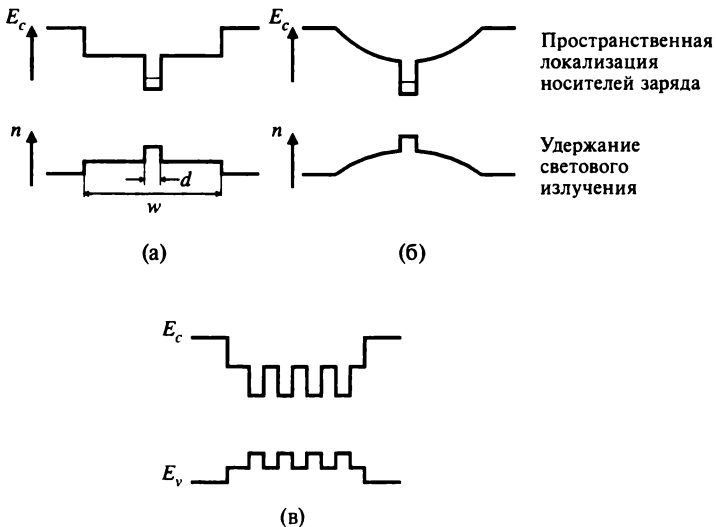 E_c
E_c
Пространственная
локализация
носителей заряда
n
n
d
w
Удержание
светового
излучения
(а)
(б)
E_c
E_v
(в)